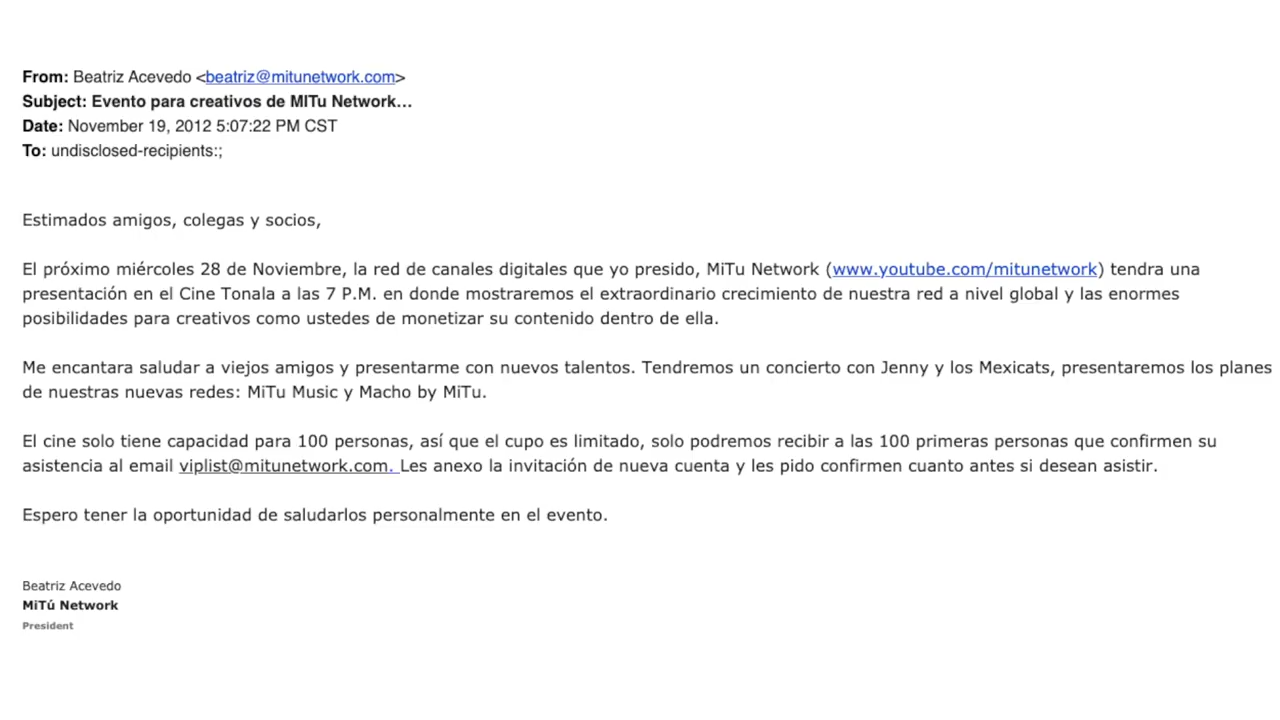 From: Beatriz Acevedo <beatriz@mitunetwork.com>
Subject: Evento para creativos de MITu Network...
Date: November 19, 2012 5:07:22 PM CST
To: undisclosed-recipients:;
Estimados amigos, colegas y socios,
El próximo miércoles 28 de Noviembre, la red de canales digitales que yo presido, MiTu Network (www.youtube.com/mitunetwork) tendra una
presentación en el Cine Tonala a las 7 P.M. en donde mostraremos el extraordinario crecimiento de nuestra red a nivel global y las enormes
posibilidades para creativos como ustedes de monetizar su contenido dentro de ella.
Me encantara saludar a viejos amigos y presentarme con nuevos talentos. Tendremos un concierto con Jenny y los Mexicats, presentaremos los planes
de nuestras nuevas redes: MiTu Music y Macho by MiTu.
El cine solo tiene capacidad para 100 personas, así que el cupo es limitado, solo podremos recibir a las 100 primeras personas que confirmen su
asistencia al email viplist@mitunetwork.com. Les anexo la invitación de nueva cuenta y les pido confirmen cuanto antes si desean asistir.
Espero tener la oportunidad de saludarlos personalmente en el evento.
Beatriz Acevedo
MiTú Network
President